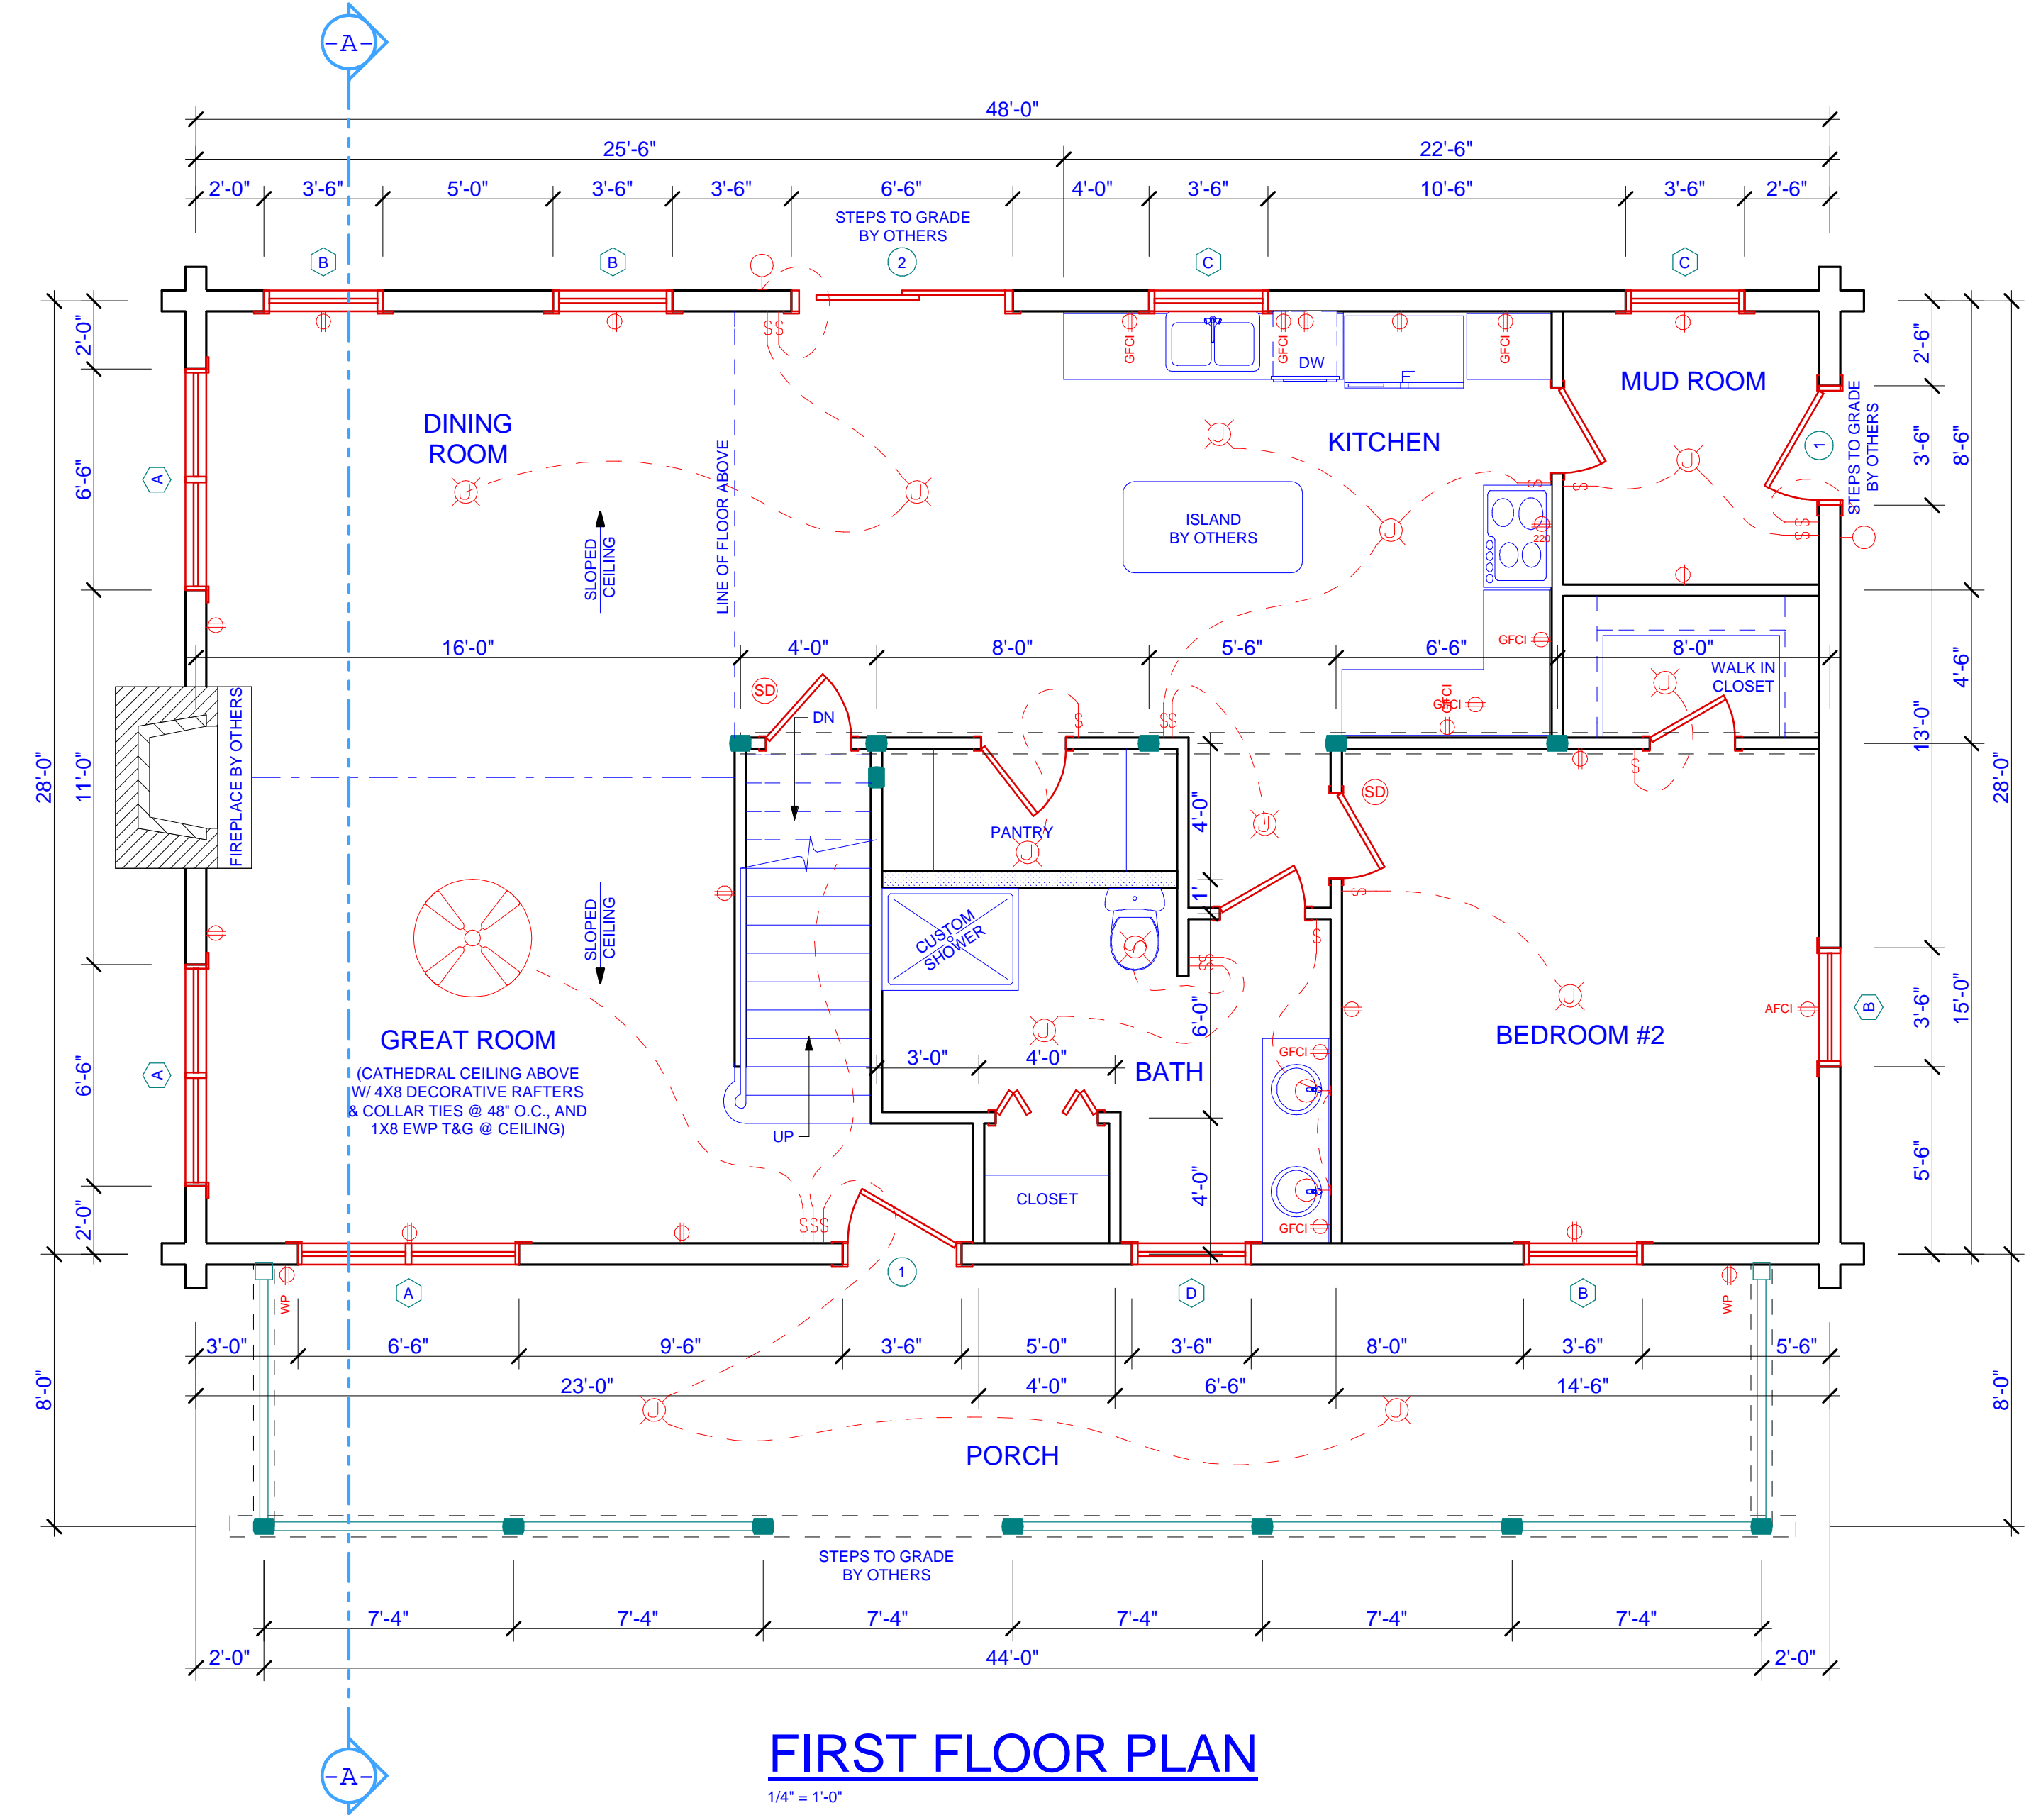 -A-
48'-0"
25'-6"
22'-6"
2'-0"
3'-6"
5'-0"
3'-6"
3'-6"
6'-6"
4'-0"
3'-6"
10'-6"
3'-6"
2'-6"
STEPS TO GRADE
BY OTHERS
B
B
2
C
C
2'-0"
6'-6"
11'-0"
6'-6"
2'-0"
28'-0"
8'-0"
A
A
SS
GFCI
GFCI
DW
F
GFCI
MUD ROOM
DINING
ROOM
KITCHEN
J
J
J
J
J
S
S
SS
220
1
STEPS TO GRADE
BY OTHERS
2'-6"
3'-6"
8'-6"
13'-0"
4'-6"
28'-0"
3'-6"
15'-0"
5'-6"
8'-0"
ISLAND
BY OTHERS
SLOPED
CEILING
LINE OF FLOOR ABOVE
GFCI
16'-0"
4'-0"
8'-0"
5'-6"
6'-6"
8'-0"
WALK IN
CLOSET
J
SD
DN
S
SS
GFCI
GFCI
FIREPLACE BY OTHERS
S
SD
4'-0"
J
PANTRY
J
1'
S
SLOPED
CEILING
CUSTOM
SHOWER
S
SS
S
J
AFCI
B
GREAT ROOM
(CATHEDRAL CEILING ABOVE
W/ 4X8 DECORATIVE RAFTERS
& COLLAR TIES @ 48" O.C., AND
1X8 EWP T&G @ CEILING)
J
6'-0"
BEDROOM #2
3'-0"
4'-0"
BATH
GFCI
UP
CLOSET
4'-0"
GFCI
SSS
WP
A
1
D
B
WP
3'-0"
6'-6"
9'-6"
3'-6"
5'-0"
3'-6"
8'-0"
3'-6"
5'-6"
23'-0"
4'-0"
6'-6"
14'-6"
J
J
PORCH
STEPS TO GRADE
BY OTHERS
7'-4"
7'-4"
7'-4"
7'-4"
7'-4"
7'-4"
2'-0"
44'-0"
2'-0"
-A-
FIRST FLOOR PLAN
1/4" = 1'-0"